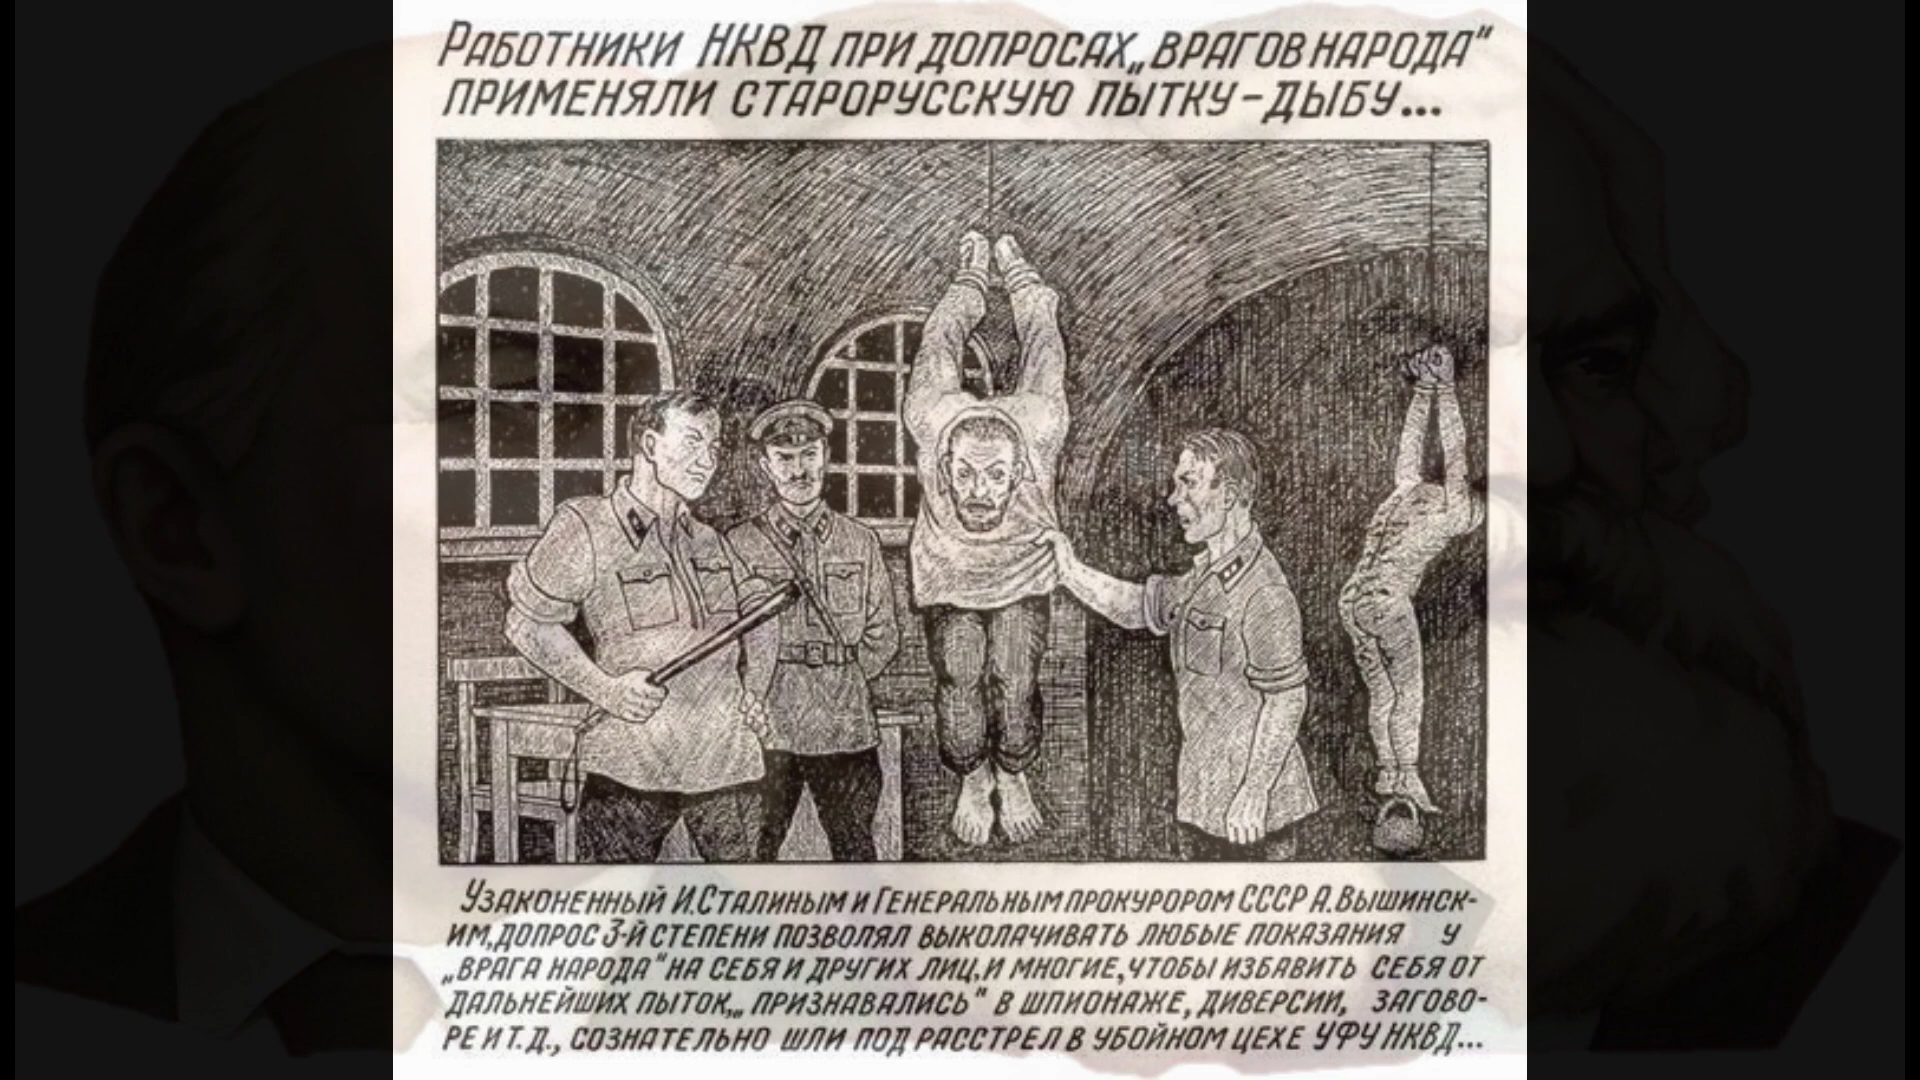 Работники НКВД при допросах „врагов народа"
применяли старорусскую пытку - дыбу...
Узаконенный И.Сталиным и Генеральным прокурором СССР А.Вышинск-
им, допрос 3-й степени позволял выколачивать любые показания у
„врага народа" на себя и других лиц, и многие, чтобы избавить себя от
дальнейших пыток, „признавались" в шпионаже, диверсии, загово-
ре и т.д., сознательно шли под расстрел в убойном цехе УФУ НКВД...